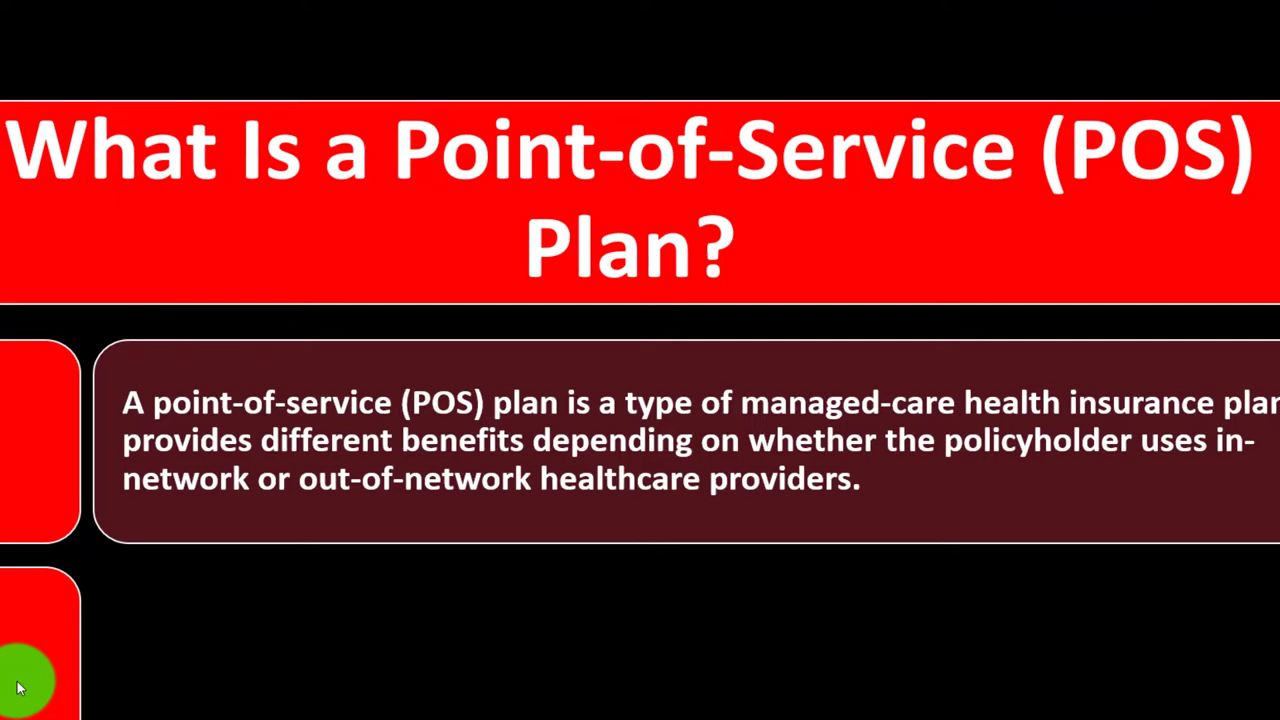 What Is a Point-of-Service (POS)
Plan?
A point-of-service (POS) plan is a type of managed-care health insurance
provides different benefits depending on whether the policyholder uses in-
network or out-of-network healthcare providers.